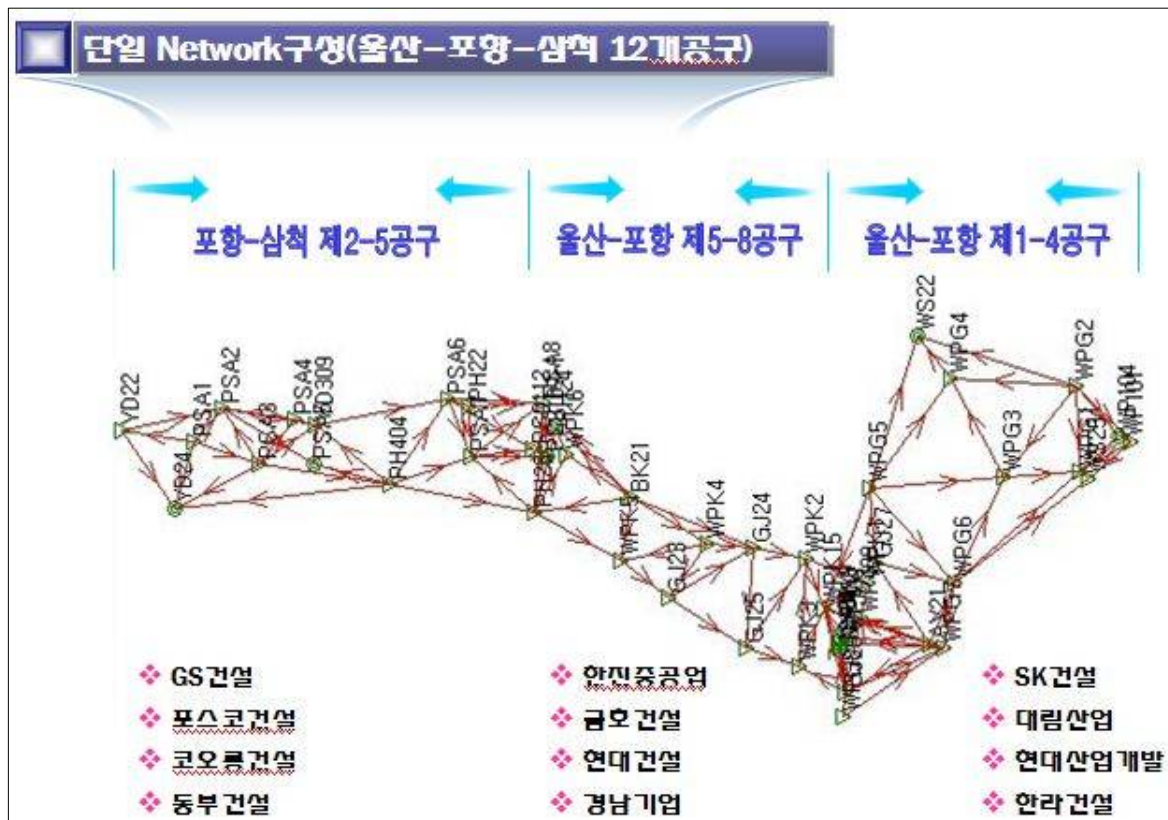 단일 Network구성(울산-포항-삼척 12개공구)
포항-삼척 제2-5공구
울산-포항 제5-8공구
울산-포항 제1-4공구
YD22
YD24
PSA1
PSA2
PSA3
PSA4
PH404
PSA6
PH22
BK21
WPK4
GJ23
GJ24
GJ25
WPK2
WPK3
WPG5
GJ27
WS22
WPG4
WPG2
WPG3
WPG6
GS건설
포스코건설
코오롱건설
동부건설
한진중공업
금호건설
현대건설
경남기업
SK건설
대림산업
현대산업개발
한라건설